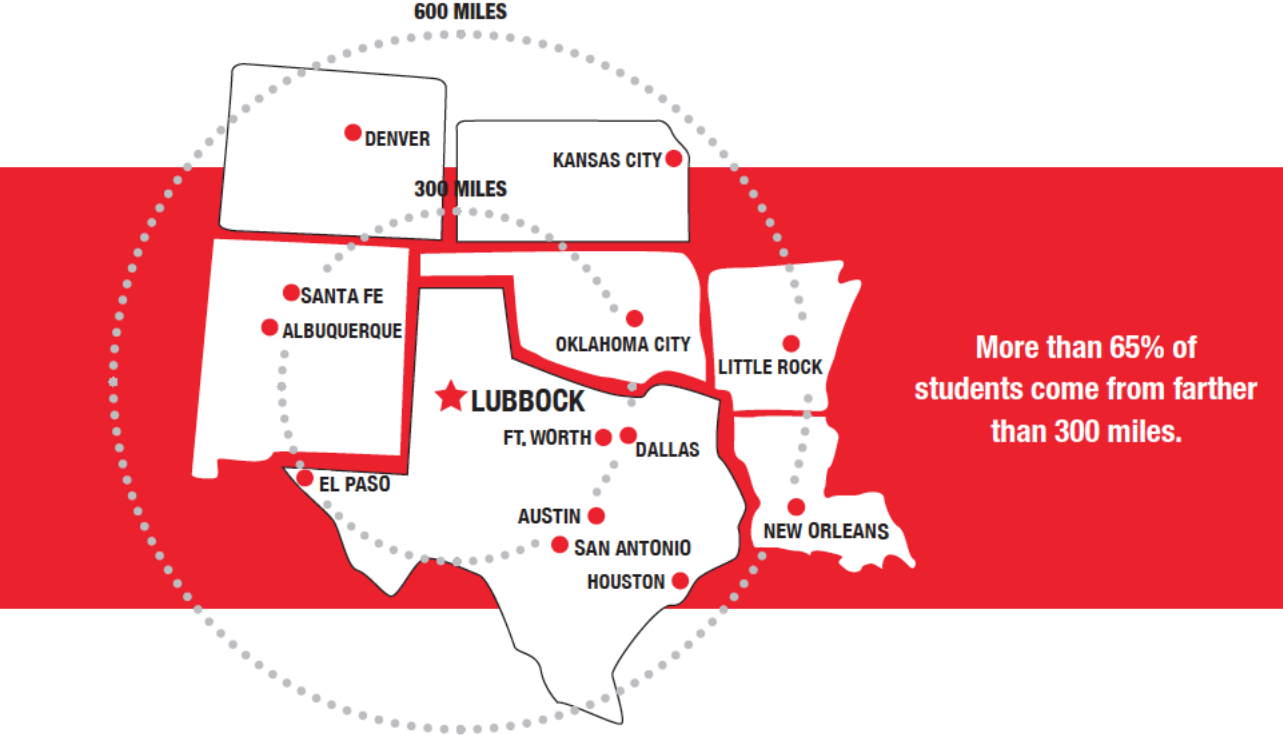 600 MILES
DENVER
KANSAS CITY
300 MILES
SANTA FE
ALBUQUERQUE
OKLAHOMA CITY
LITTLE ROCK
LUBBOCK
FT. WORTH
DALLAS
EL PASO
AUSTIN
SAN ANTONIO
NEW ORLEANS
HOUSTON
More than 65% of
students come from farther
than 300 miles.